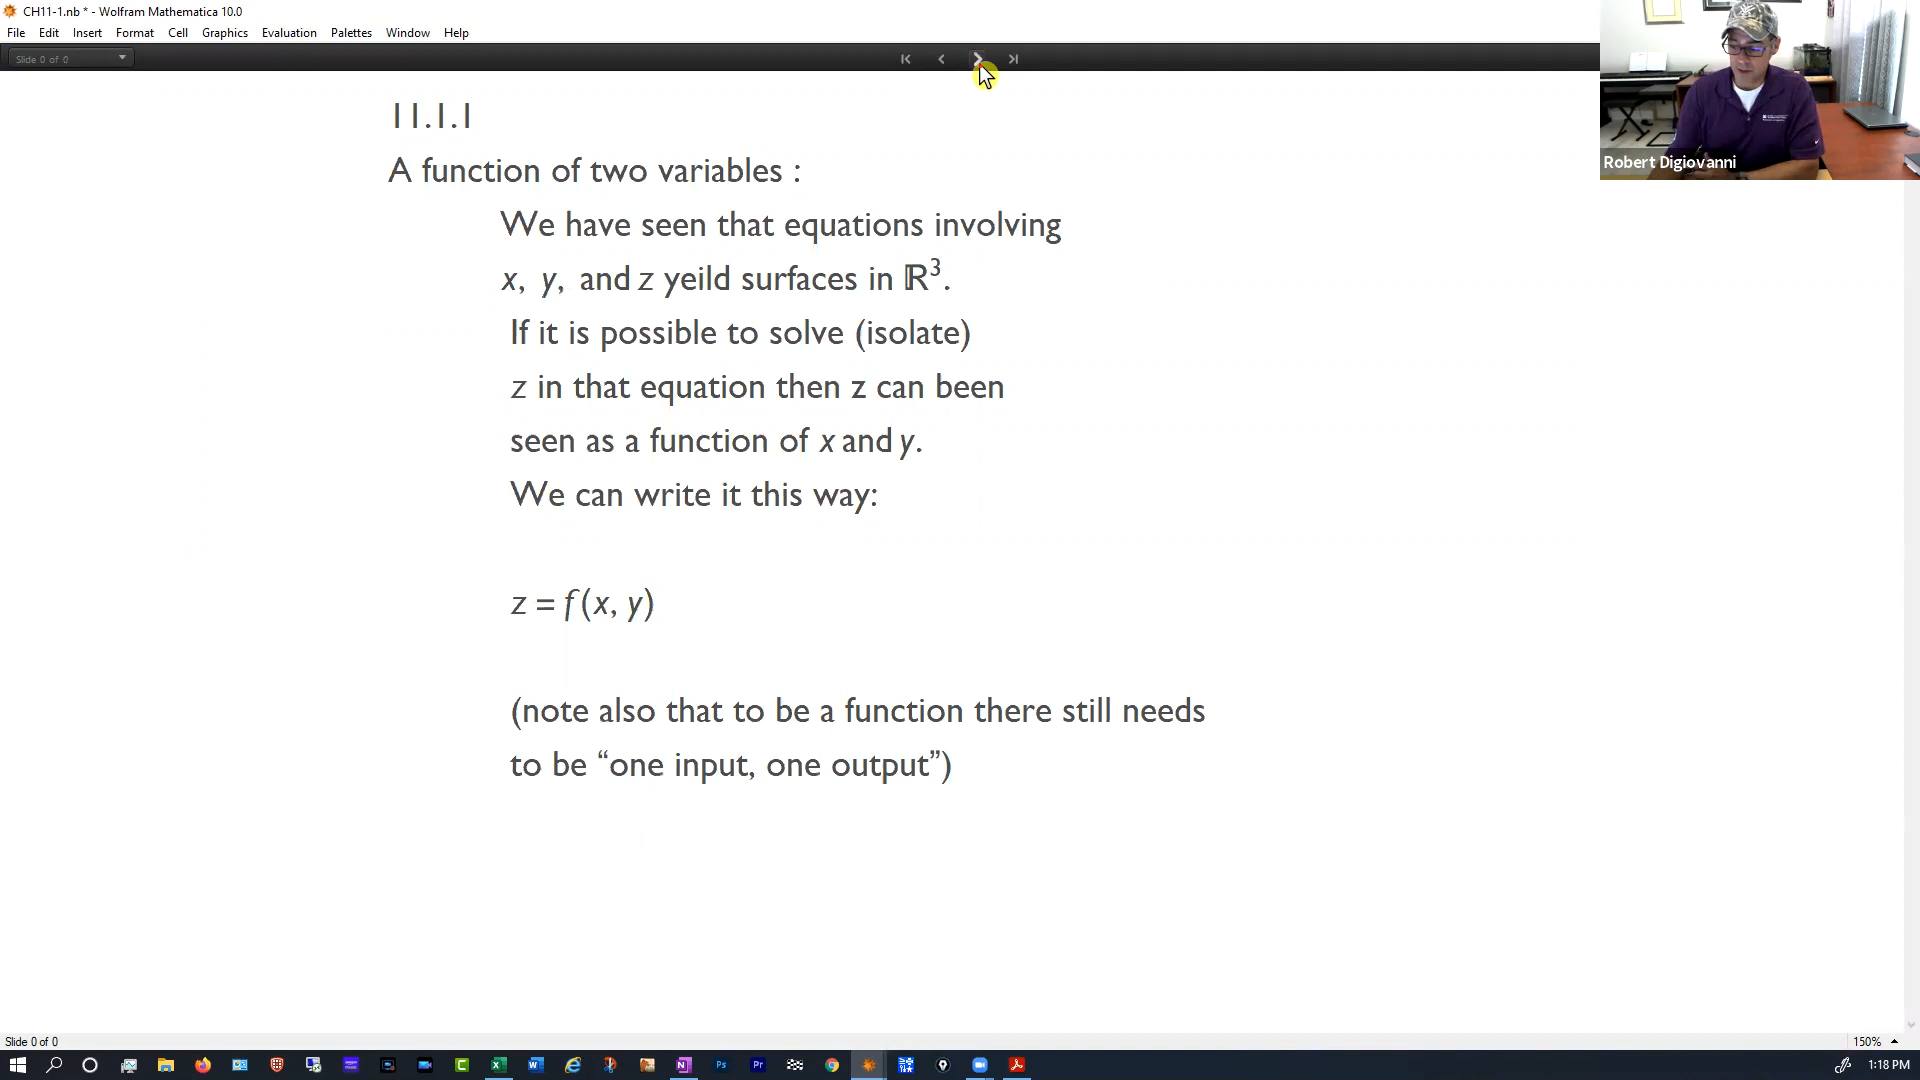 CH11-1.nb * - Wolfram Mathematica 10.0
File Edit Insert Format Cell Graphics Evaluation Palettes Window Help
Slide 0 of 0
11.1.1
A function of two variables :
We have seen that equations involving
x, y, and z yeild surfaces in ℝ³.
If it is possible to solve (isolate)
z in that equation then z can been
seen as a function of x and y.
We can write it this way:
z = f(x, y)
(note also that to be a function there still needs
to be “one input, one output”)
Robert Digiovanni
Slide 0 of 0
150%
1:18 PM